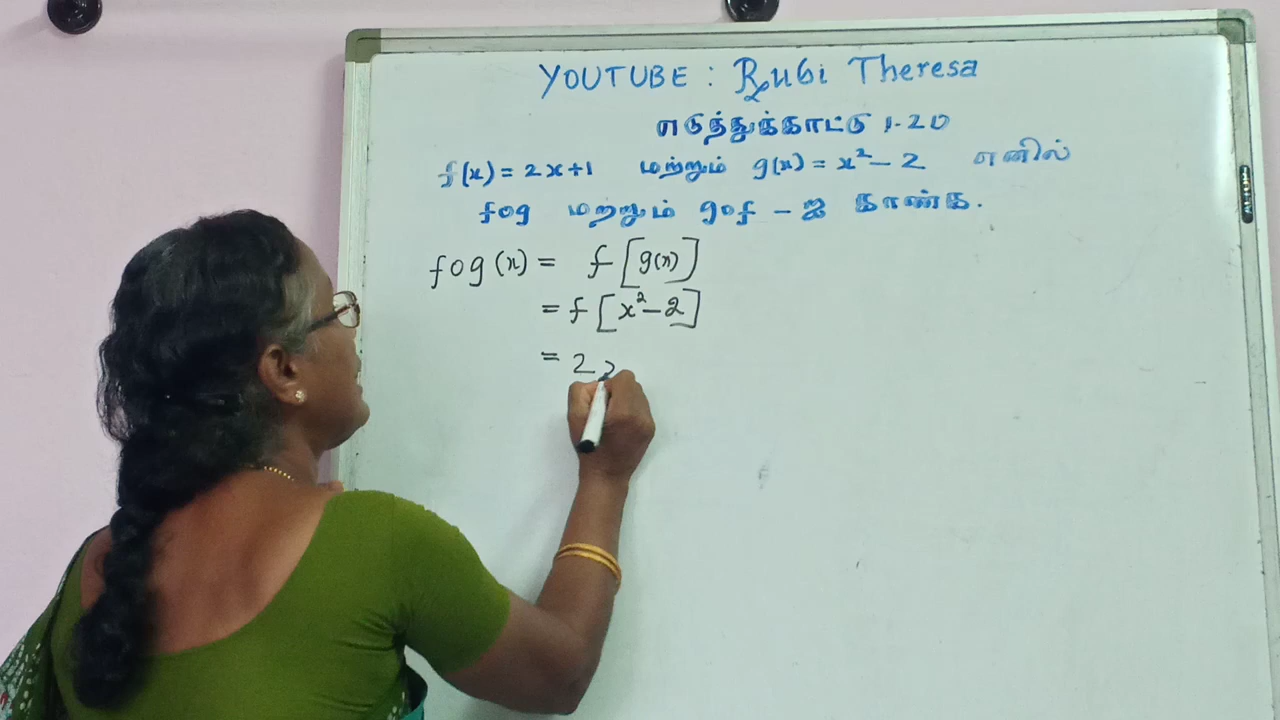 YOUTUBE : Rubi Theresa
எடுத்துக்காட்டு 1.20
f(x) = 2x+1 மற்றும் g(x) = x² - 2 எனில்
fog மற்றும் gof - ஐ காண்க.
fog(x) = f[g(x)]
= f[x²-2]
= 2